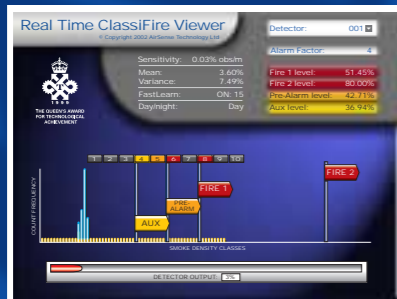 Real Time ClassiFire Viewer
© Copyright 2002 AirSense Technology Ltd
Detector: 001
Alarm Factor: 4
Sensitivity: 0.03% obs/m
Mean: 3.60%
Variance: 7.49%
FastLearn: ON: 15
Day/night: Day
Fire 1 level: 51.45%
Fire 2 level: 80.00%
Pre-Alarm level: 42.71%
Aux level: 36.94%
1998
THE QUEEN'S AWARD
FOR TECHNOLOGICAL
ACHIEVEMENT
1 2 3 4 5 6 7 8 9 10
FIRE 2
FIRE 1
PRE-
ALARM
AUX
COUNT FREQUENCY
SMOKE DENSITY CLASSES
DETECTOR OUTPUT: 2%